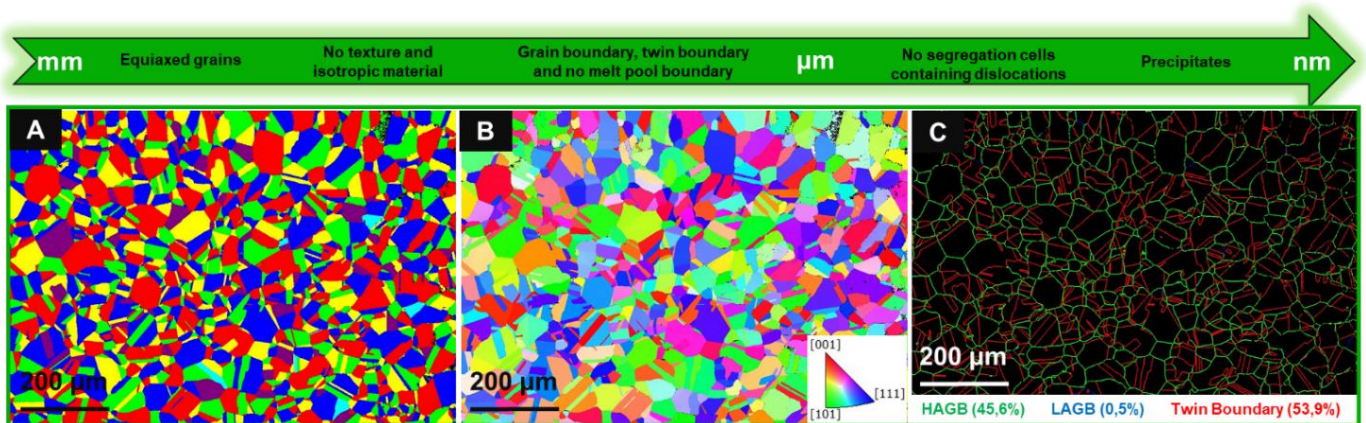 mm
Equiaxed grains
No texture and
isotropic material
Grain boundary, twin boundary
and no melt pool boundary
µm
No segregation cells
containing dislocations
Precipitates
nm
A
200 µm
B
200 µm
[001]
[111]
[101]
C
200 µm
HAGB (45,6%) LAGB (0,5%) Twin Boundary (53,9%)